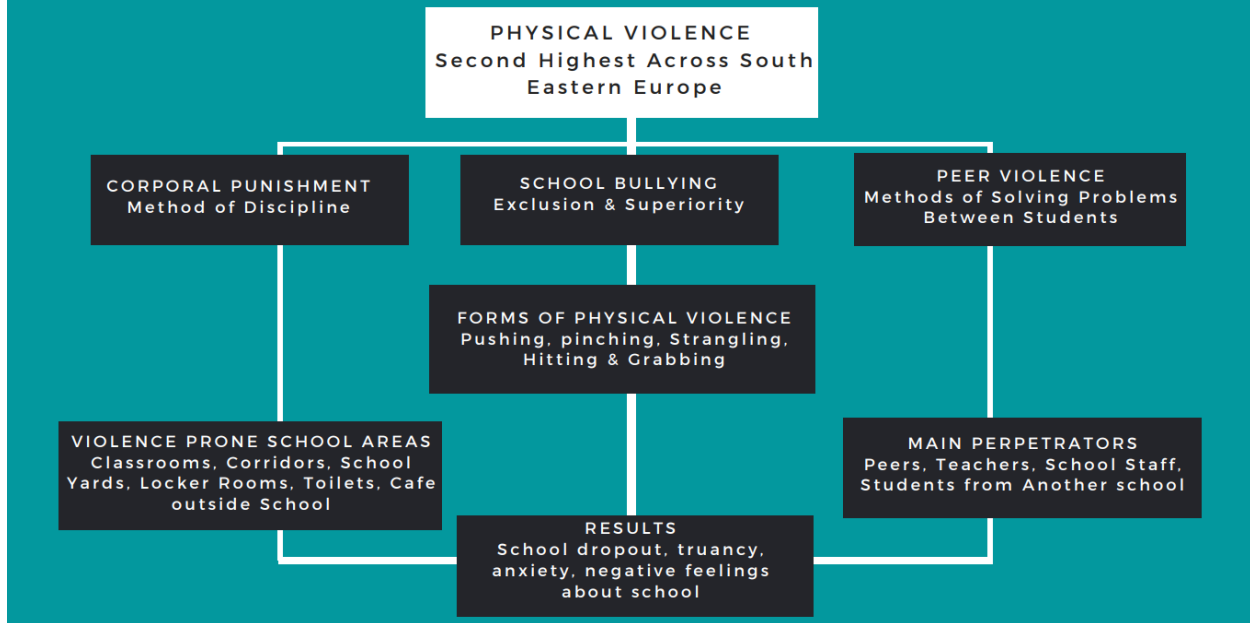 PHYSICAL VIOLENCE
Second Highest Across South
Eastern Europe
CORPORAL PUNISHMENT
Method of Discipline
SCHOOL BULLYING
Exclusion & Superiority
PEER VIOLENCE
Methods of Solving Problems
Between Students
FORMS OF PHYSICAL VIOLENCE
Pushing, pinching, Strangling,
Hitting & Grabbing
VIOLENCE PRONE SCHOOL AREAS
Classrooms, Corridors, School
Yards, Locker Rooms, Toilets, Cafe
outside School
MAIN PERPETRATORS
Peers, Teachers, School Staff,
Students from Another school
RESULTS
School dropout, truancy,
anxiety, negative feelings
about school